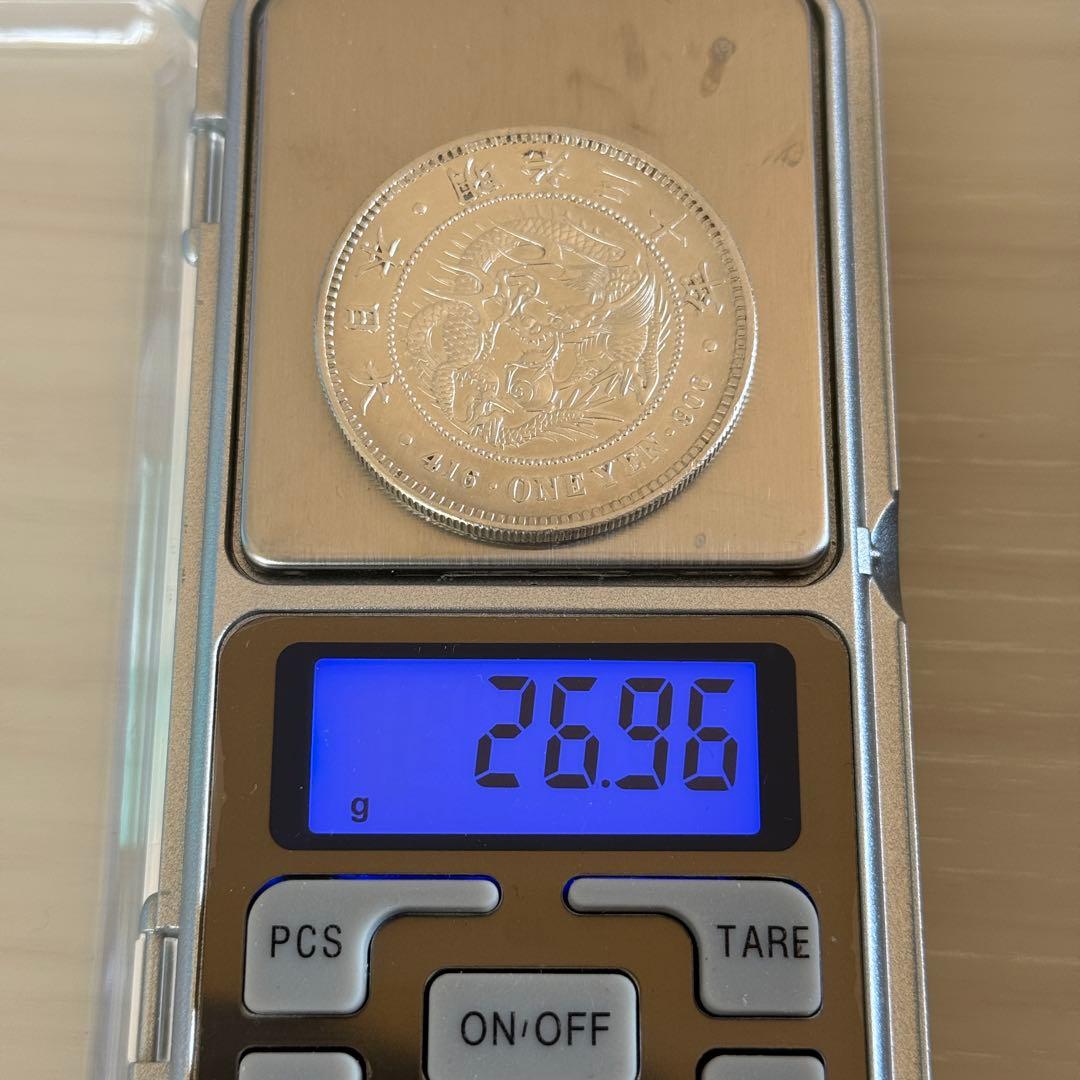 大日本・明治三十年・416・ONE YEN・900・
26.96
g
PCS
TARE
ON/OFF